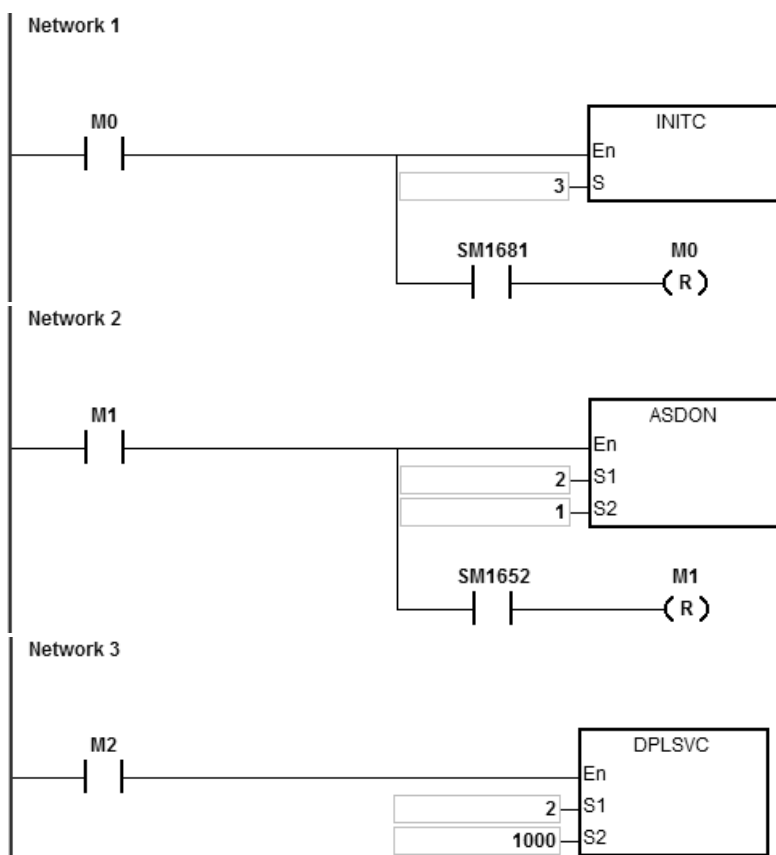 Network 1
M0
INITC
En
3 S
SM1681 M0
( R )
Network 2
M1
ASDON
En
2 S1
1 S2
SM1652 M1
( R )
Network 3
M2
DPLSVC
En
2 S1
1000 S2